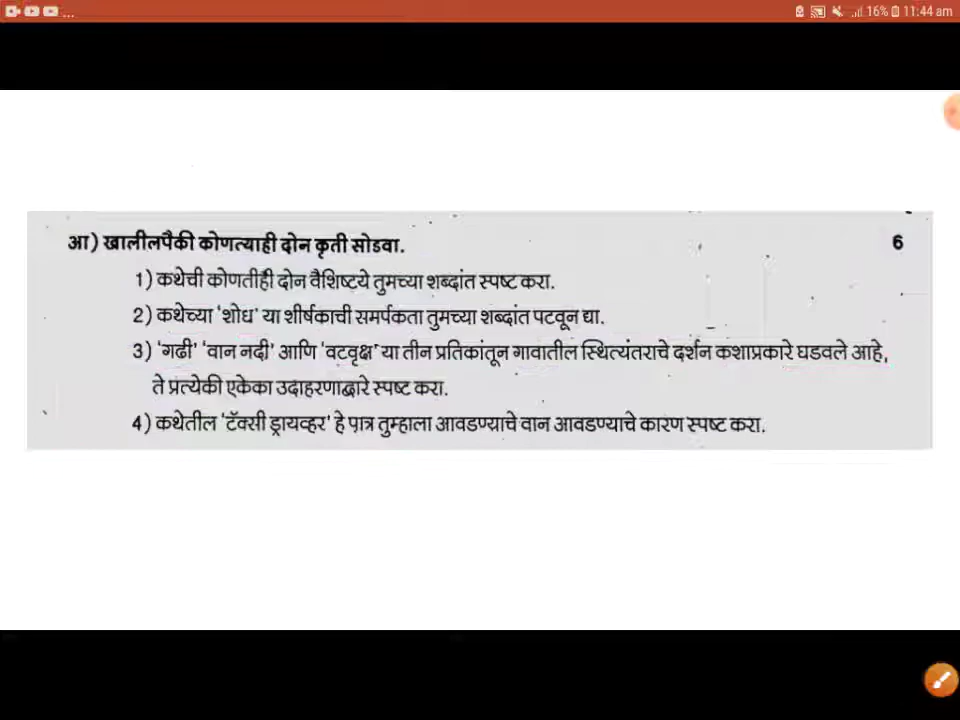 ... 16% 11:44 am
आ) खालीलपैकी कोणत्याही दोन कृती सोडवा. 6
1) कथेची कोणतीही दोन वैशिष्टये तुमच्या शब्दांत स्पष्ट करा.
2) कथेच्या 'शोध' या शीर्षकाची समर्पकता तुमच्या शब्दांत पटवून द्या.
3) 'गढी' 'वान नदी' आणि 'वटवृक्ष' या तीन प्रतिकांतून गावातील स्थित्यंतराचे दर्शन कशाप्रकारे घडवले आहे,
ते प्रत्येकी एकेका उदाहरणाद्वारे स्पष्ट करा.
4) कथेतील 'टॅक्सी ड्रायव्हर' हे पात्र तुम्हाला आवडण्याचे वान आवडण्याचे कारण स्पष्ट करा.